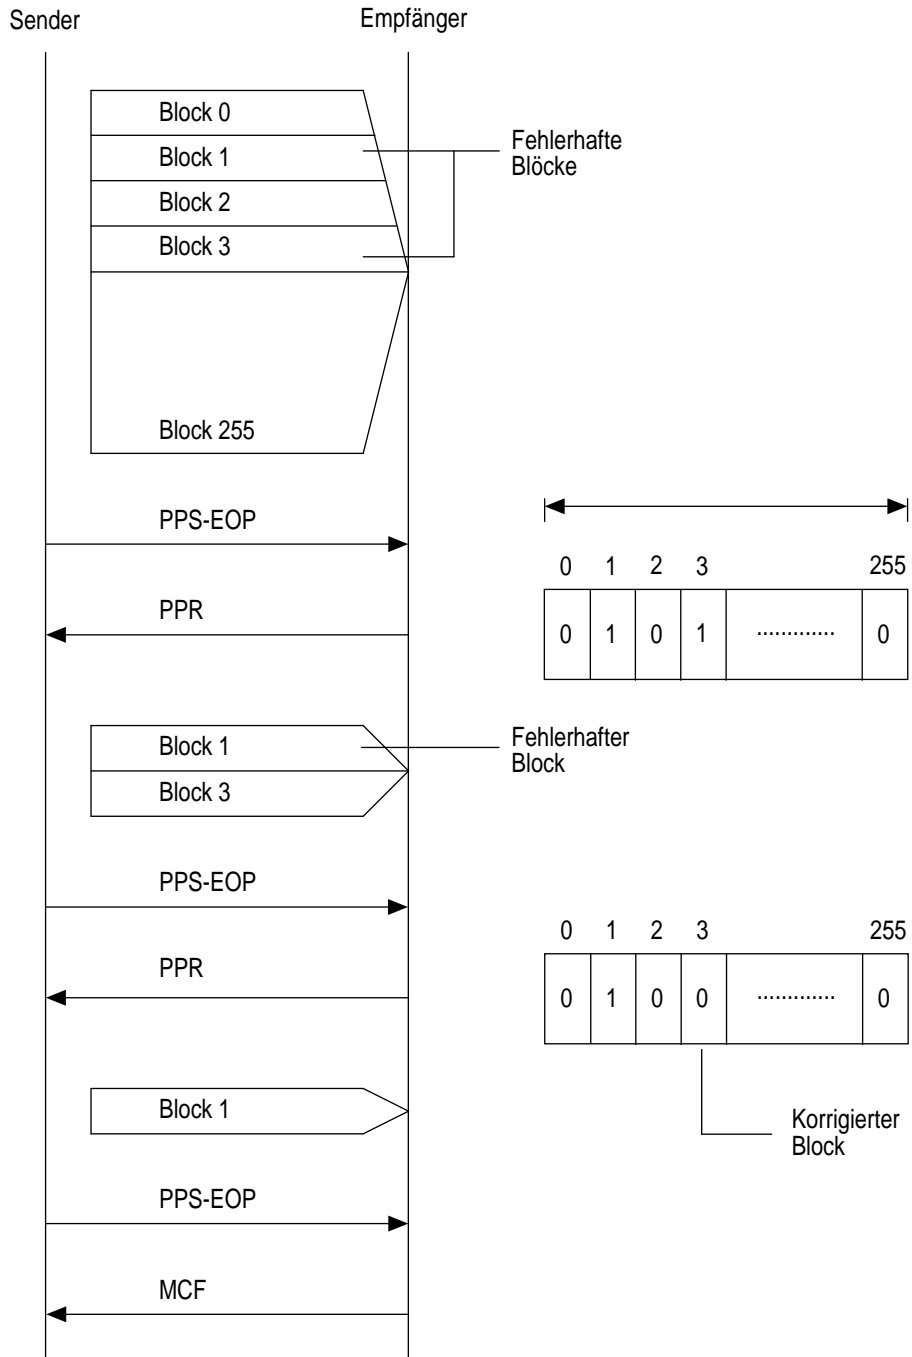 Sender Empfänger
Block 0
Block 1
Block 2
Block 3
Fehlerhafte
Blöcke
Block 255
PPS-EOP
PPR
0 1 2 3 255
0 1 0 1 ............. 0
Block 1
Block 3
Fehlerhafter
Block
PPS-EOP
PPR
0 1 2 3 255
0 1 0 0 ............. 0
Block 1
Korrigierter
Block
PPS-EOP
MCF